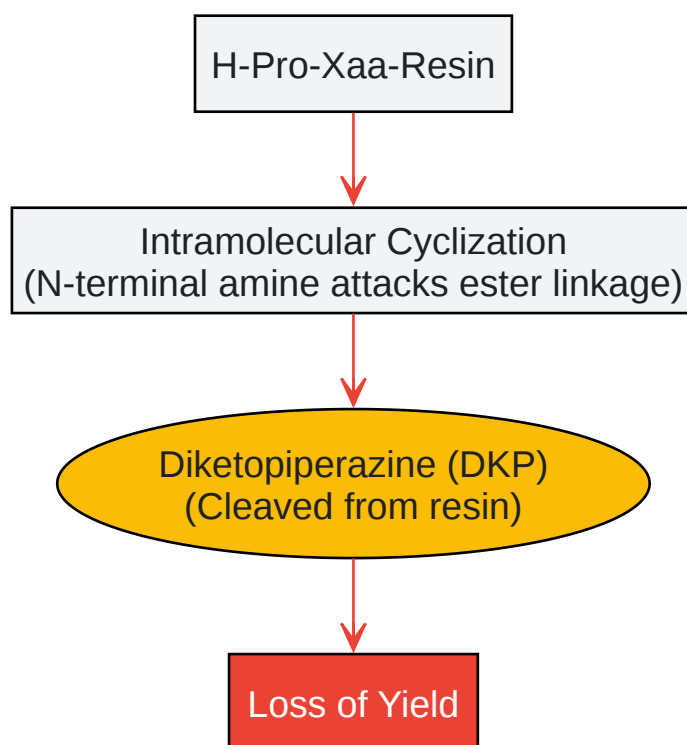 H-Pro-Xaa-Resin
Intramolecular Cyclization
(N-terminal amine attacks ester linkage)
Diketopiperazine (DKP)
(Cleaved from resin)
Loss of Yield